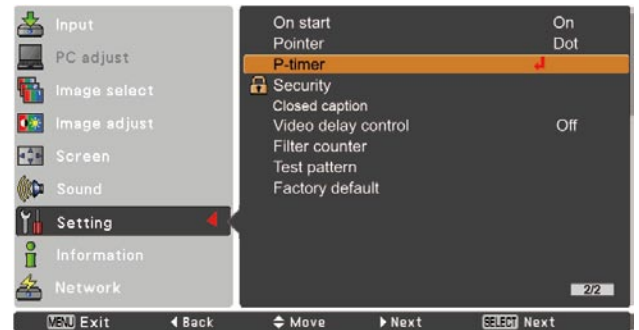 Input
PC adjust
Image select
Image adjust
Screen
Sound
Setting
Information
Network
On start On
Pointer Dot
P-timer
Security
Closed caption
Video delay control Off
Filter counter
Test pattern
Factory default
2/2
MENU Exit Back Move Next SELECT Next